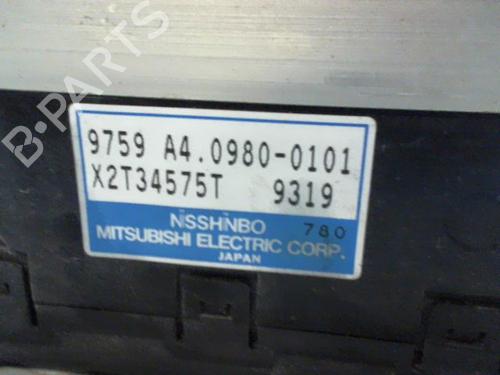 B-PARTS
9759 A4.0980-0101
X2T34575T 9319
NISSHINBO 780
MITSUBISHI ELECTRIC CORP.
JAPAN